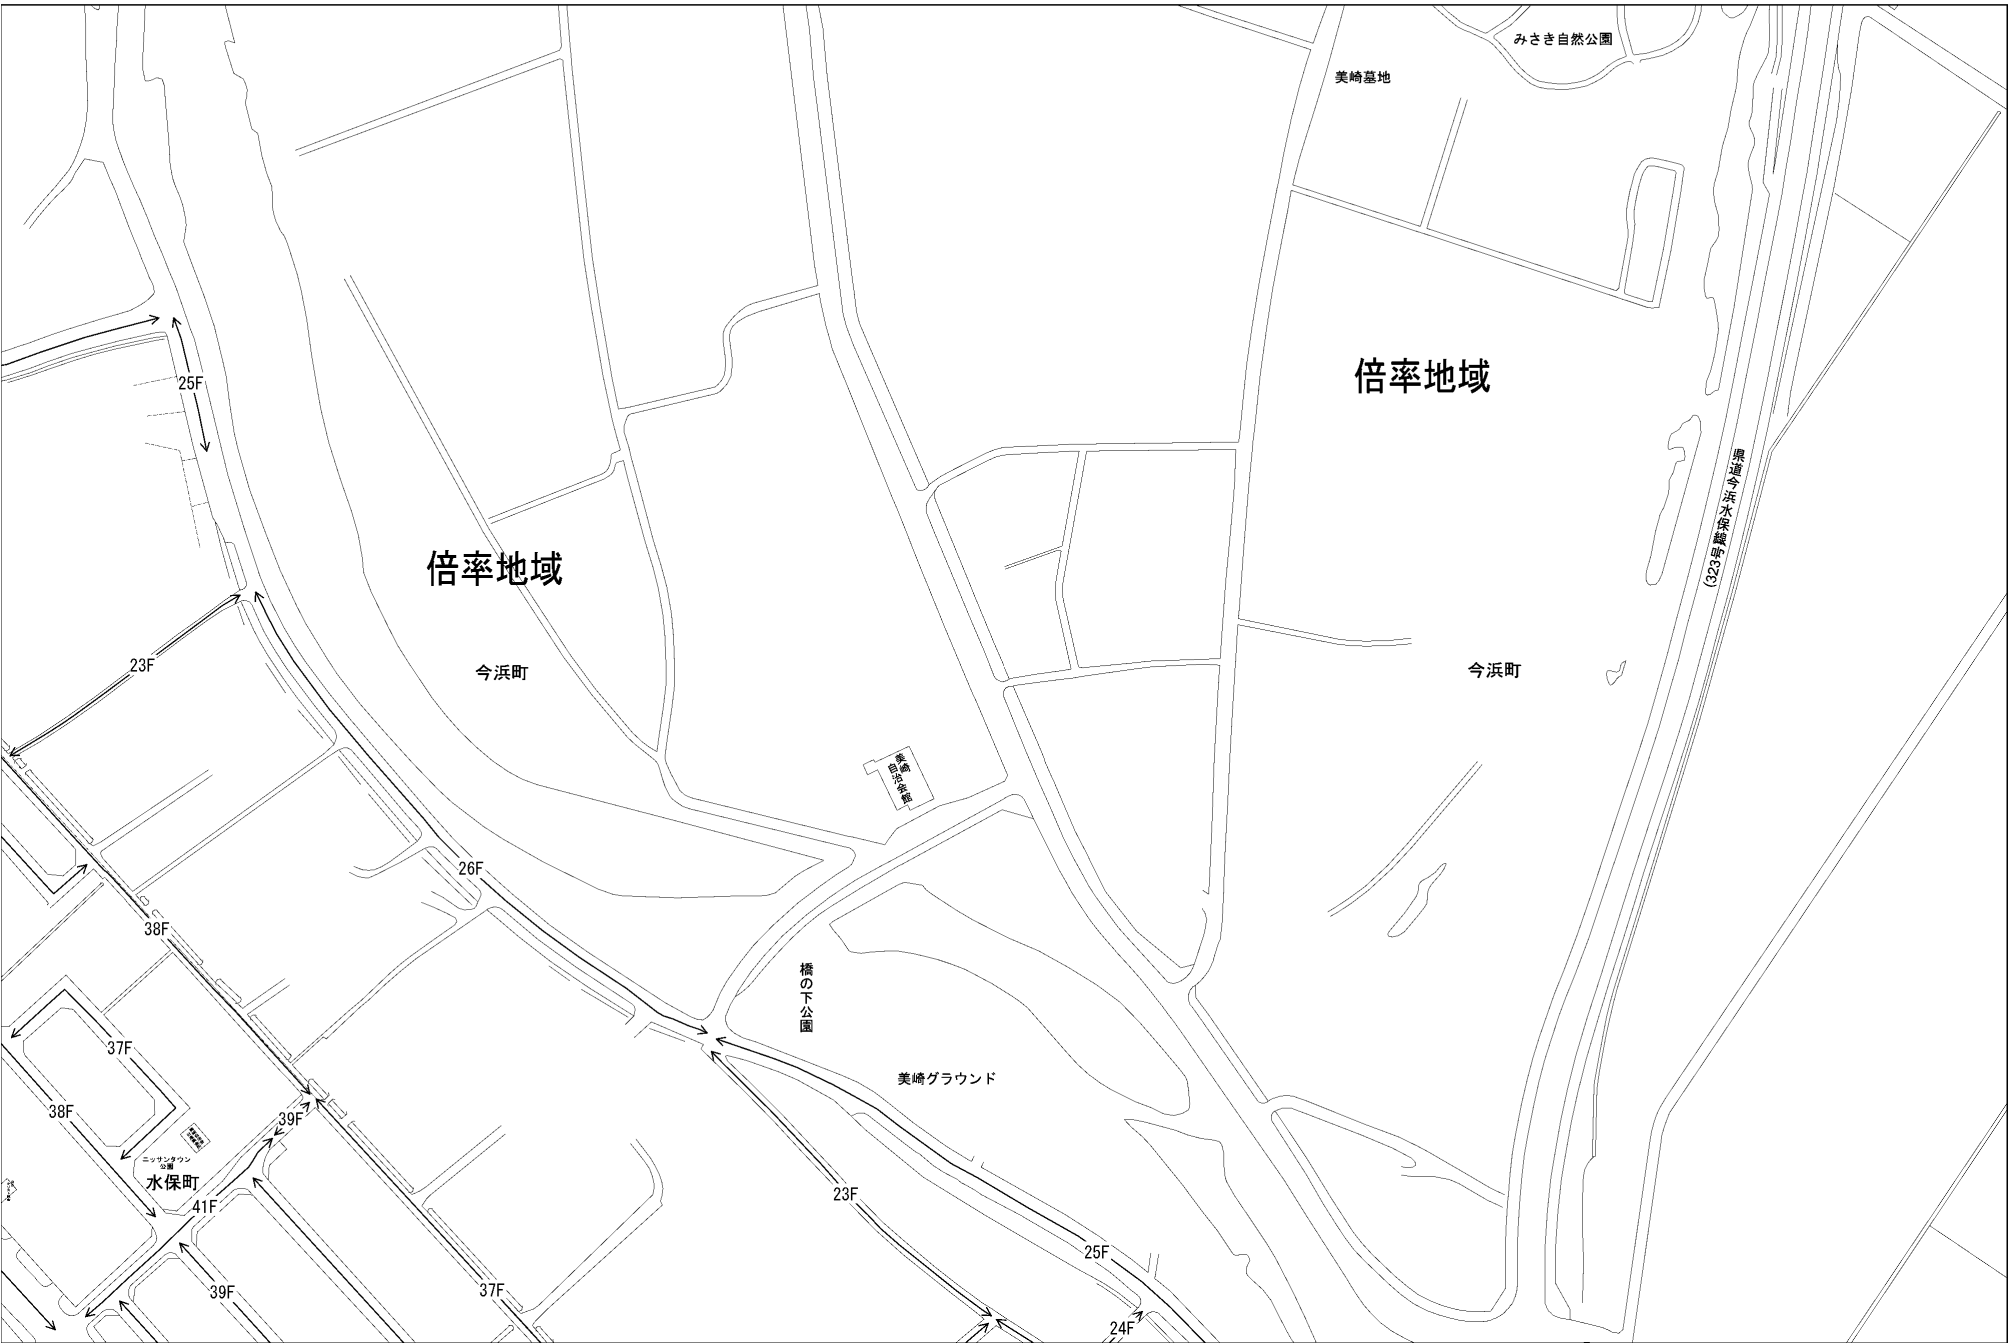 みさき自然公園
美崎墓地
倍率地域
25F
県道今浜水保線
(323号線)
倍率地域
23F
今浜町
今浜町
美崎
自治会館
26F
38F
橋の下公園
37F
美崎グラウンド
38F
39F
ニッサンタウン
公園
水保町
41F
23F
25F
39F
37F
24F